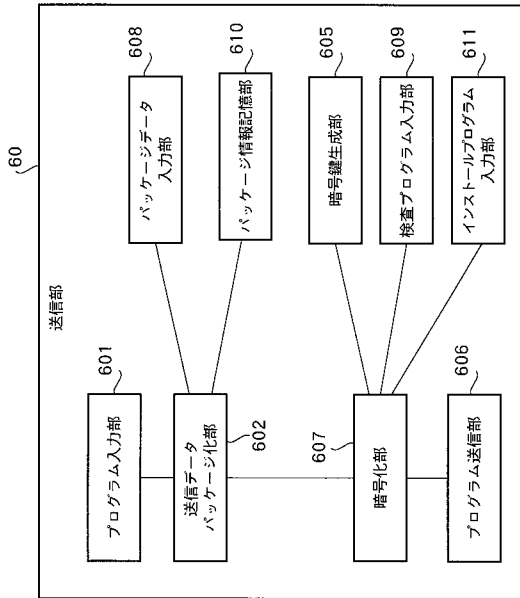 60
送信部
601
プログラム入力部
608
パッケージデータ
入力部
送信データ
パッケージ化部
602
610
パッケージ情報記憶部
605
暗号鍵生成部
607
暗号化部
609
検査プログラム入力部
606
プログラム送信部
611
インストールプログラム
入力部